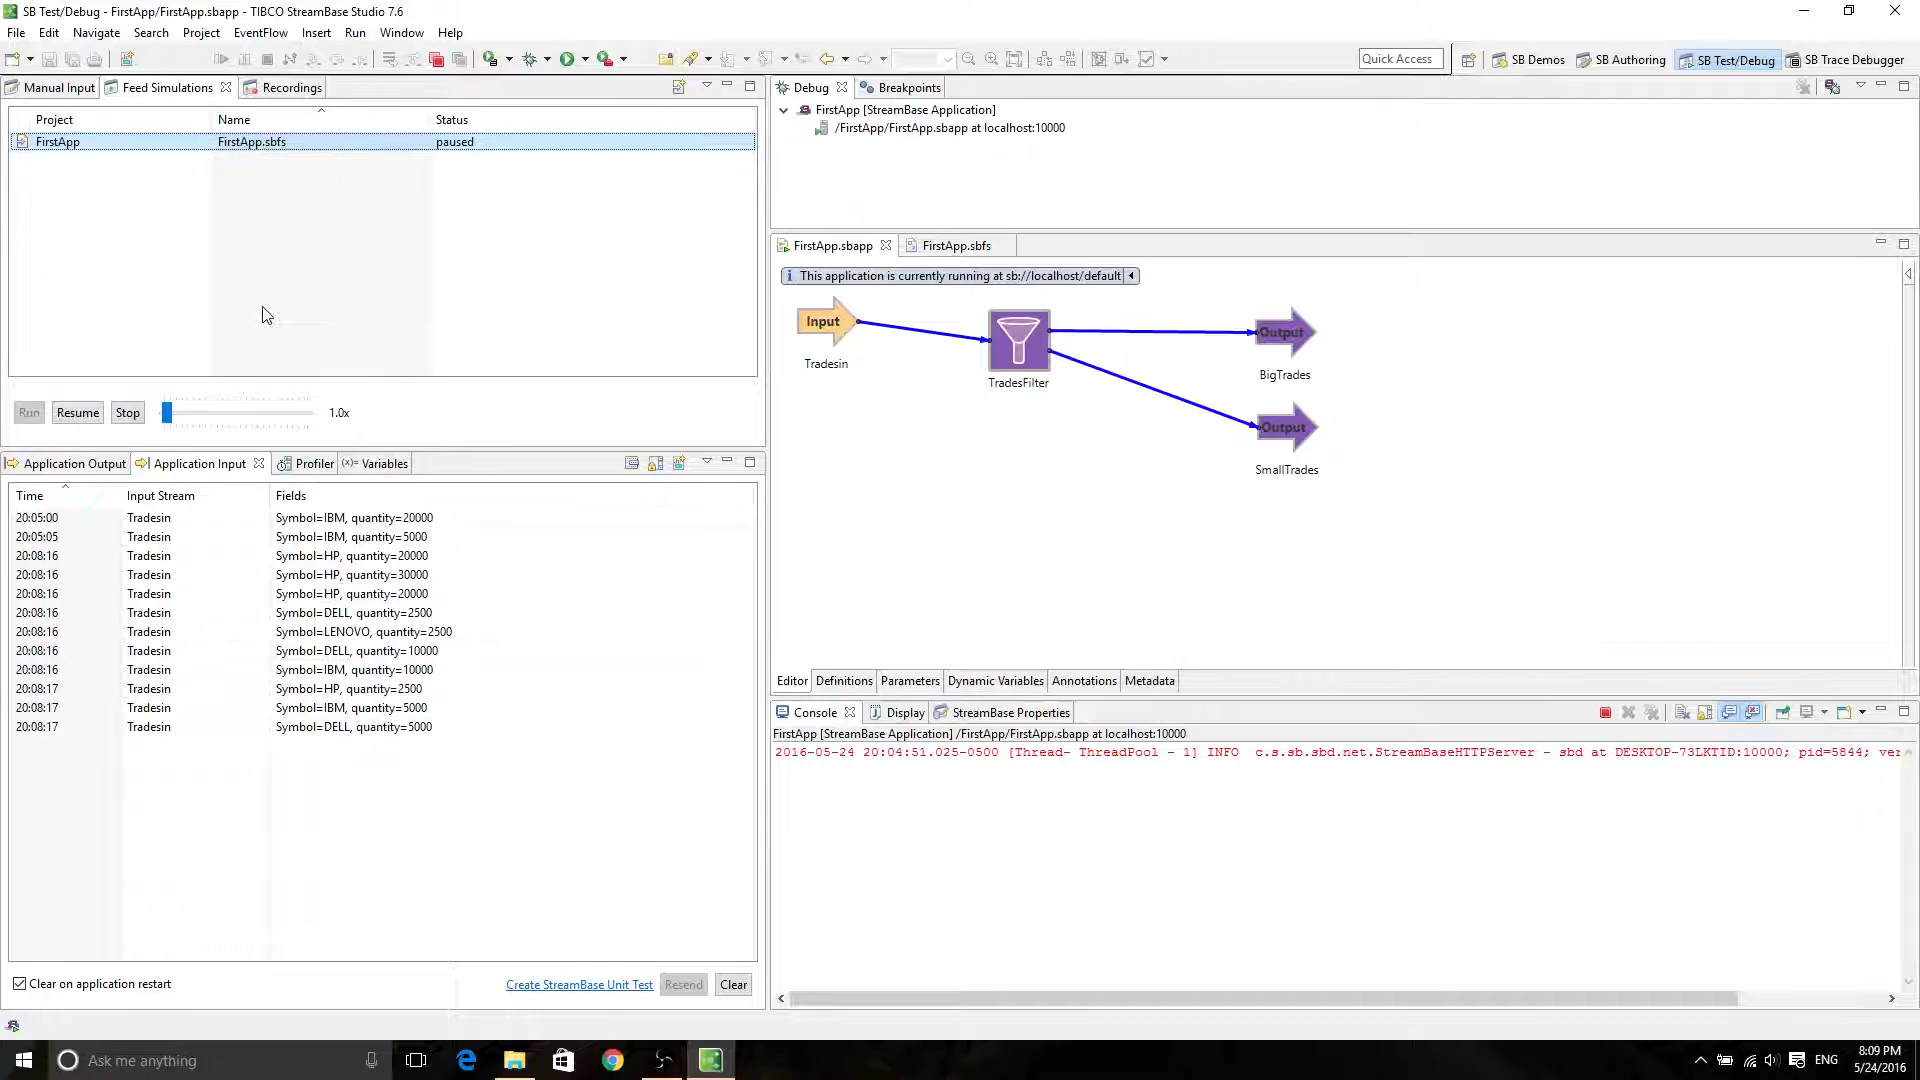 SB Test/Debug - FirstApp/FirstApp.sbapp - TIBCO StreamBase Studio 7.6
File Edit Navigate Search Project EventFlow Insert Run Window Help
Quick Access SB Demos SB Authoring SB Test/Debug SB Trace Debugger
Manual Input Feed Simulations Recordings
Project Name Status
FirstApp FirstApp.sbfs paused
Run Resume Stop 1.0x
Application Output Application Input Profiler (x)= Variables
Time Input Stream Fields
20:05:00 Tradesin Symbol=IBM, quantity=20000
20:05:05 Tradesin Symbol=IBM, quantity=5000
20:08:16 Tradesin Symbol=HP, quantity=20000
20:08:16 Tradesin Symbol=HP, quantity=30000
20:08:16 Tradesin Symbol=HP, quantity=20000
20:08:16 Tradesin Symbol=DELL, quantity=2500
20:08:16 Tradesin Symbol=LENOVO, quantity=2500
20:08:16 Tradesin Symbol=DELL, quantity=10000
20:08:16 Tradesin Symbol=IBM, quantity=10000
20:08:17 Tradesin Symbol=HP, quantity=2500
20:08:17 Tradesin Symbol=IBM, quantity=5000
20:08:17 Tradesin Symbol=DELL, quantity=5000
Clear on application restart Create StreamBase Unit Test Resend Clear
Debug Breakpoints
FirstApp [StreamBase Application]
/FirstApp/FirstApp.sbapp at localhost:10000
FirstApp.sbapp FirstApp.sbfs
This application is currently running at sb://localhost/default
Input
Tradesin
TradesFilter
Output
BigTrades
Output
SmallTrades
Editor Definitions Parameters Dynamic Variables Annotations Metadata
Console Display StreamBase Properties
FirstApp [StreamBase Application] /FirstApp/FirstApp.sbapp at localhost:10000
2016-05-24 20:04:51.025-0500 [Thread- ThreadPool - 1] INFO c.s.sb.sbd.net.StreamBaseHTTPServer - sbd at DESKTOP-73LKTID:10000; pid=5844; ver
Ask me anything
ENG
8:09 PM
5/24/2016